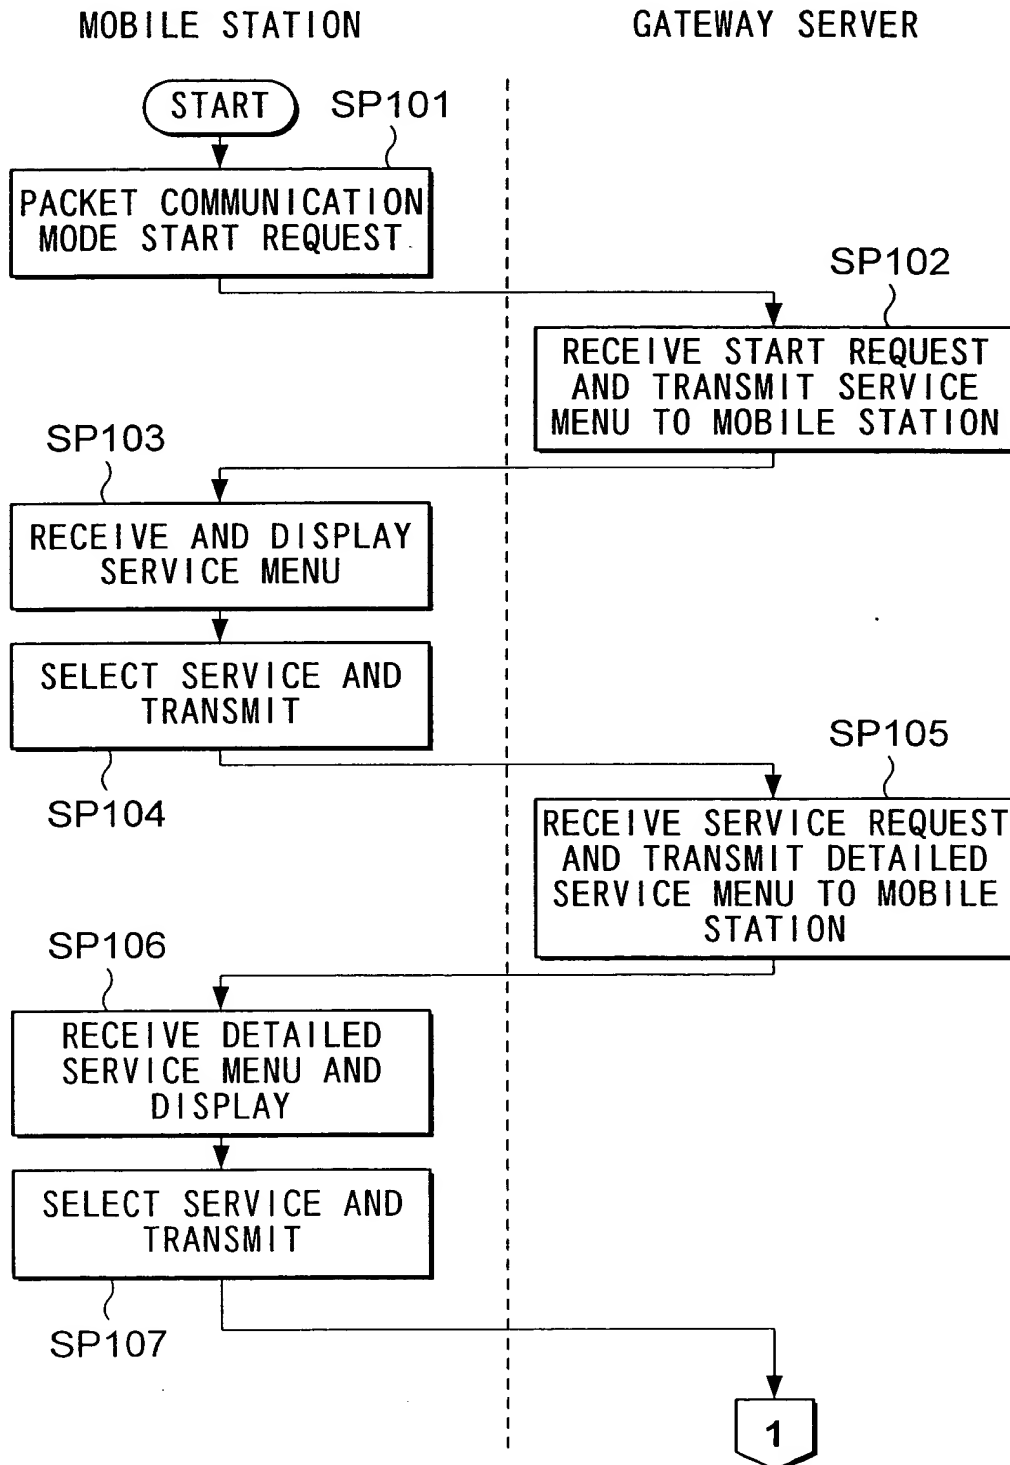 MOBILE STATION
GATEWAY SERVER
START
SP101
PACKET COMMUNICATION
MODE START REQUEST
SP102
RECEIVE START REQUEST
AND TRANSMIT SERVICE
MENU TO MOBILE STATION
SP103
RECEIVE AND DISPLAY
SERVICE MENU
SELECT SERVICE AND
TRANSMIT
SP104
SP105
RECEIVE SERVICE REQUEST
AND TRANSMIT DETAILED
SERVICE MENU TO MOBILE
STATION
SP106
RECEIVE DETAILED
SERVICE MENU AND
DISPLAY
SELECT SERVICE AND
TRANSMIT
SP107
1